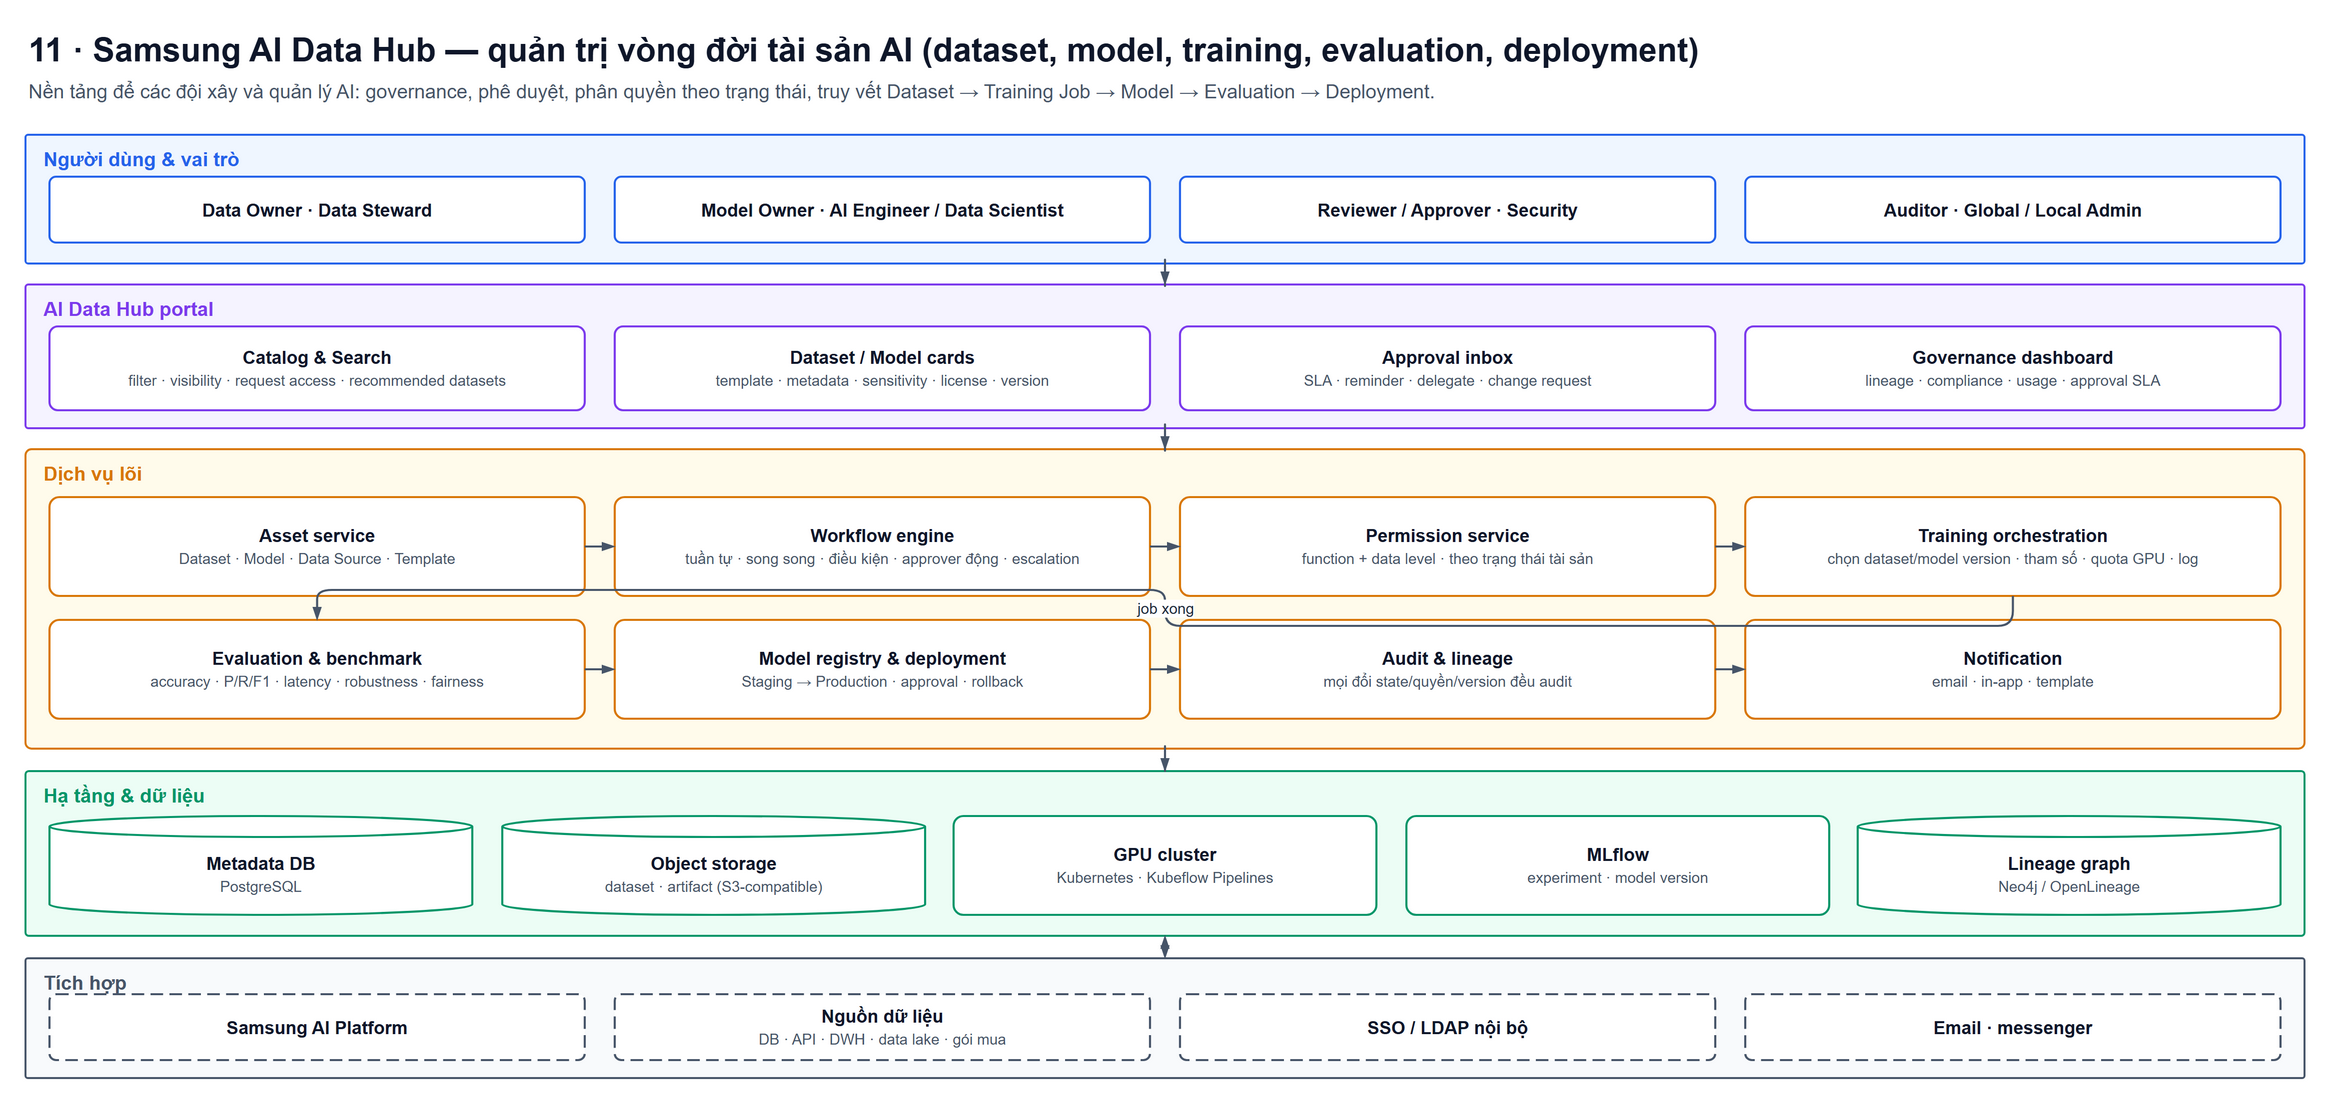 11 · Samsung AI Data Hub — quản trị vòng đời tài sản AI (dataset, model, training, evaluation, deployment)
Nền tảng để các đội xây và quản lý AI: governance, phê duyệt, phân quyền theo trạng thái, truy vết Dataset → Training Job → Model → Evaluation → Deployment.
Người dùng & vai trò
Data Owner · Data Steward
Model Owner · AI Engineer / Data Scientist
Reviewer / Approver · Security
Auditor · Global / Local Admin
AI Data Hub portal
Catalog & Search
filter · visibility · request access · recommended datasets
Dataset / Model cards
template · metadata · sensitivity · license · version
Approval inbox
SLA · reminder · delegate · change request
Governance dashboard
lineage · compliance · usage · approval SLA
Dịch vụ lõi
Asset service
Dataset · Model · Data Source · Template
Workflow engine
tuần tự · song song · điều kiện · approver động · escalation
Permission service
function + data level · theo trạng thái tài sản
Training orchestration
chọn dataset/model version · tham số · quota GPU · log
job xong
Evaluation & benchmark
accuracy · P/R/F1 · latency · robustness · fairness
Model registry & deployment
Staging → Production · approval · rollback
Audit & lineage
mọi đổi state/quyền/version đều audit
Notification
email · in-app · template
Hạ tầng & dữ liệu
Metadata DB
PostgreSQL
Object storage
dataset · artifact (S3-compatible)
GPU cluster
Kubernetes · Kubeflow Pipelines
MLflow
experiment · model version
Lineage graph
Neo4j / OpenLineage
Tích hợp
Samsung AI Platform
Nguồn dữ liệu
DB · API · DWH · data lake · gói mua
SSO / LDAP nội bộ
Email · messenger